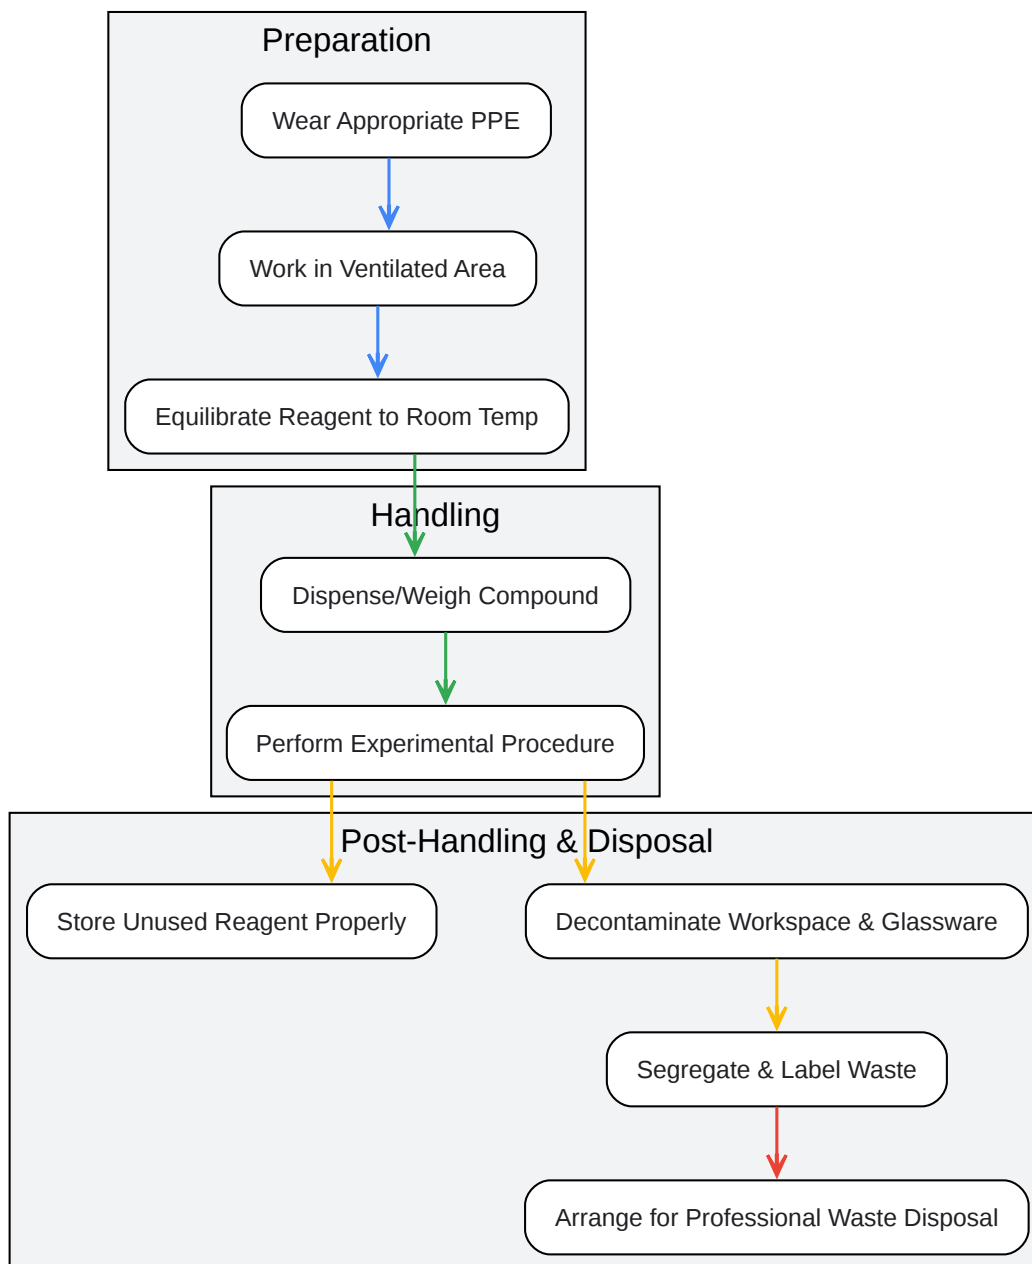 Preparation
Wear Appropriate PPE
Work in Ventilated Area
Equilibrate Reagent to Room Temp
Handling
Dispense/Weigh Compound
Perform Experimental Procedure
Post-Handling & Disposal
Store Unused Reagent Properly
Decontaminate Workspace & Glassware
Segregate & Label Waste
Arrange for Professional Waste Disposal